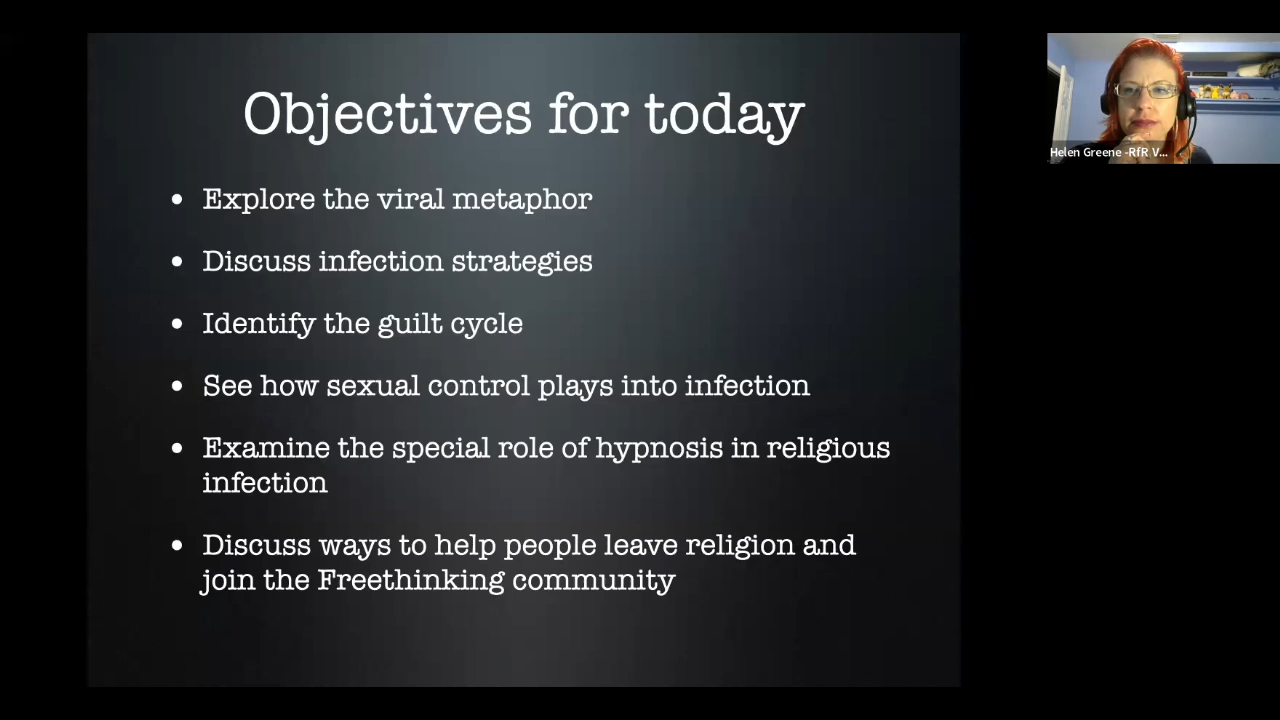 Objectives for today
• Explore the viral metaphor
• Discuss infection strategies
• Identify the guilt cycle
• See how sexual control plays into infection
• Examine the special role of hypnosis in religious
infection
• Discuss ways to help people leave religion and
join the Freethinking community
Helen Greene -RfR V...